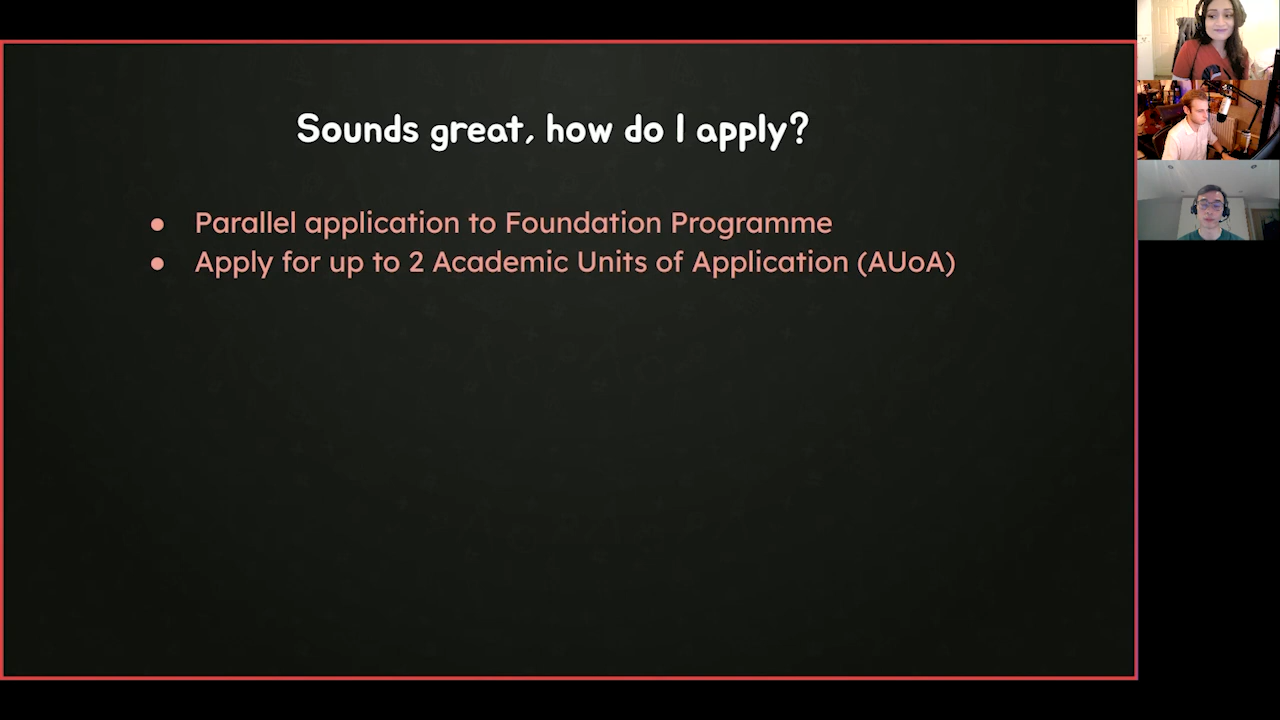 Sounds great, how do I apply?
● Parallel application to Foundation Programme
● Apply for up to 2 Academic Units of Application (AUoA)